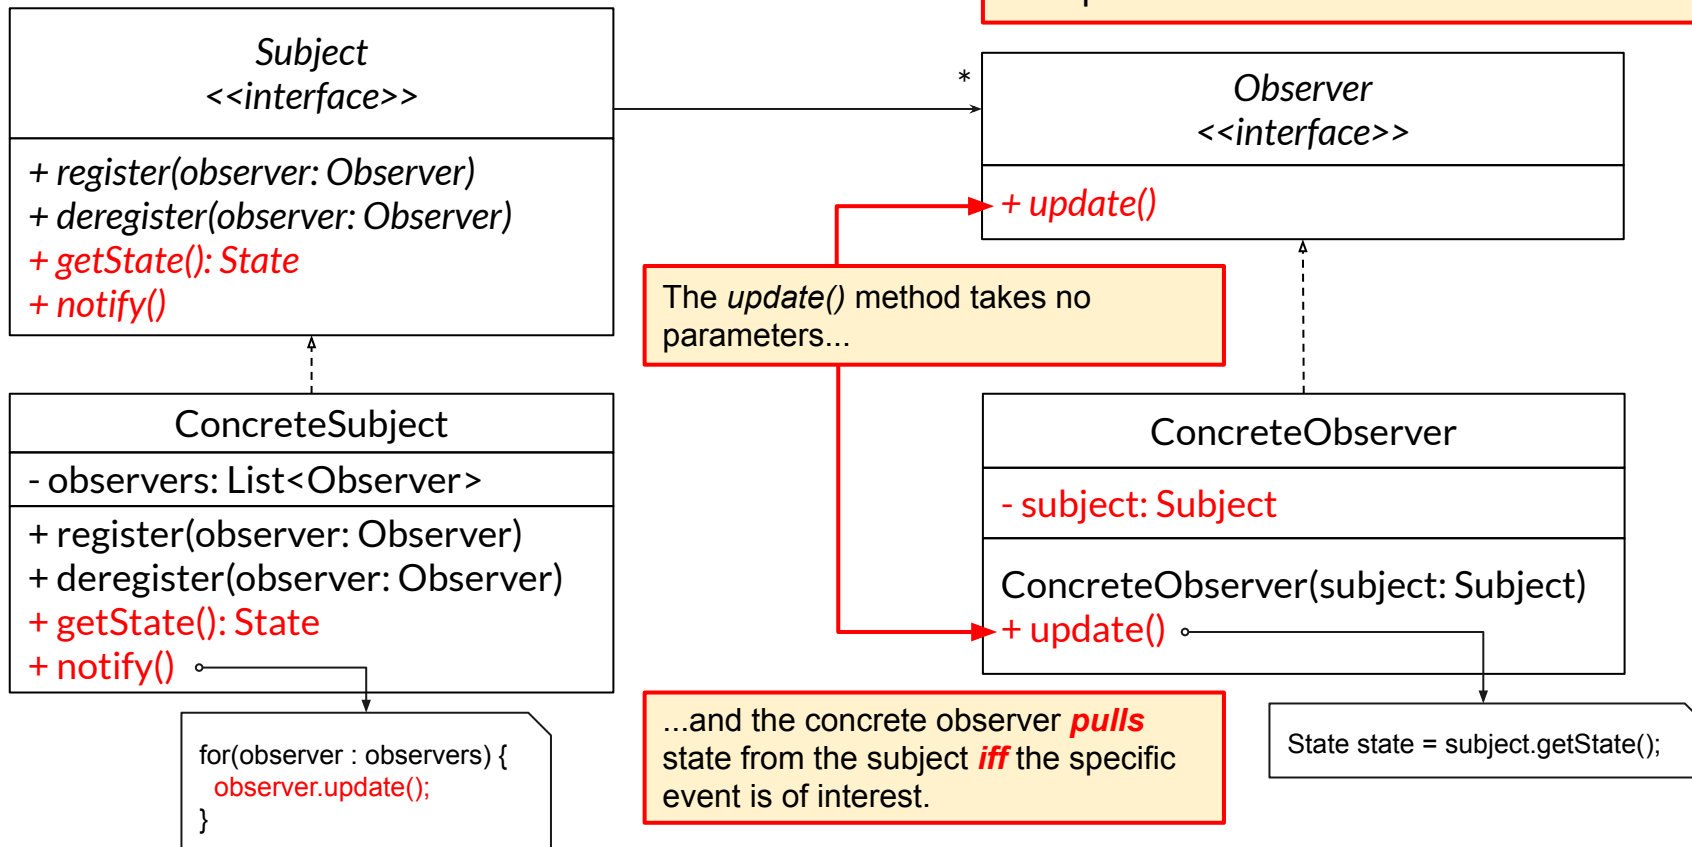 Subject
<<interface>>
+ register(observer: Observer)
+ deregister(observer: Observer)
+ getState(): State
+ notify()
*
Observer
<<interface>>
+ update()
The update() method takes no
parameters...
ConcreteSubject
- observers: List<Observer>
+ register(observer: Observer)
+ deregister(observer: Observer)
+ getState(): State
+ notify()
for(observer : observers) {
observer.update();
}
ConcreteObserver
- subject: Subject
ConcreteObserver(subject: Subject)
+ update()
...and the concrete observer pulls
state from the subject iff the specific
event is of interest.
State state = subject.getState();